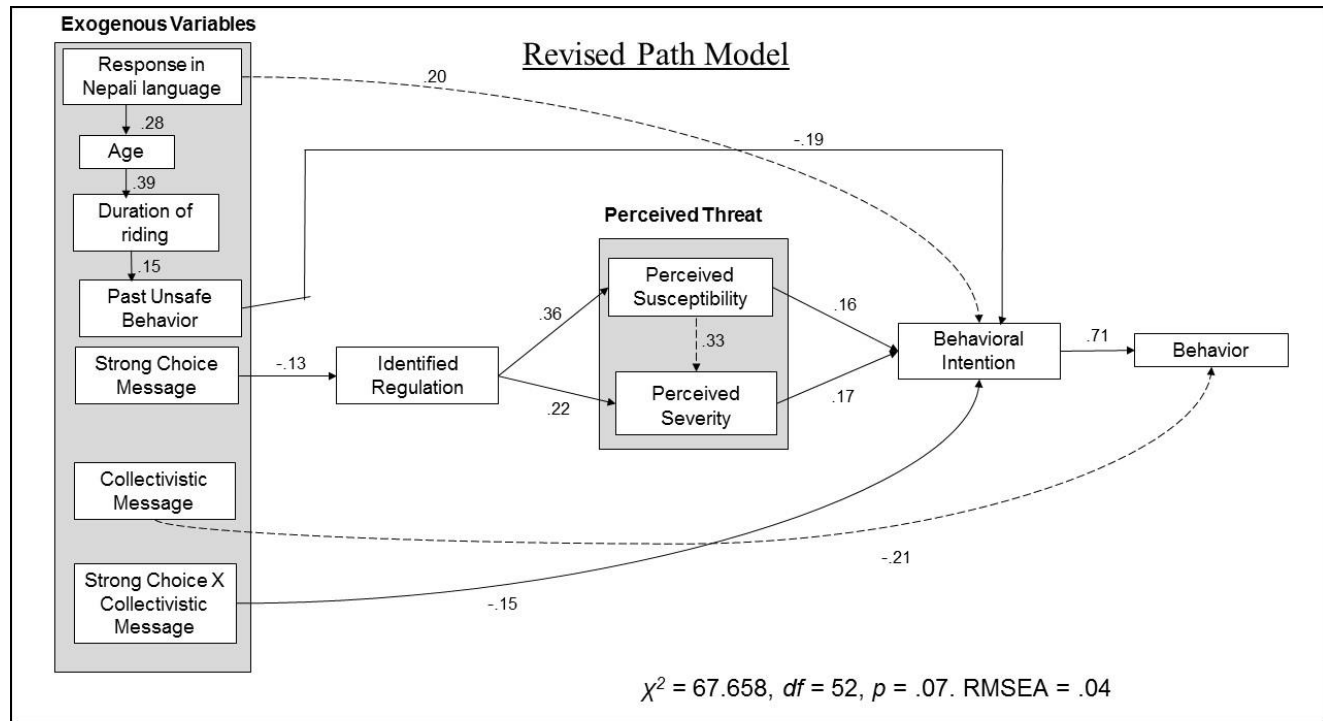 Exogenous Variables
Revised Path Model
Response in
Nepali language
.20
.28
Age
-.19
.39
Duration of
riding
Perceived Threat
.15
Past Unsafe
Behavior
Perceived
Susceptibility
.36
.16
.33
Strong Choice
Message
-.13
Identified
Regulation
Behavioral
Intention
.71
Behavior
.22
Perceived
Severity
.17
Collectivistic
Message
-.21
Strong Choice X
Collectivistic
Message
-.15
χ² = 67.658, df = 52, p = .07. RMSEA = .04